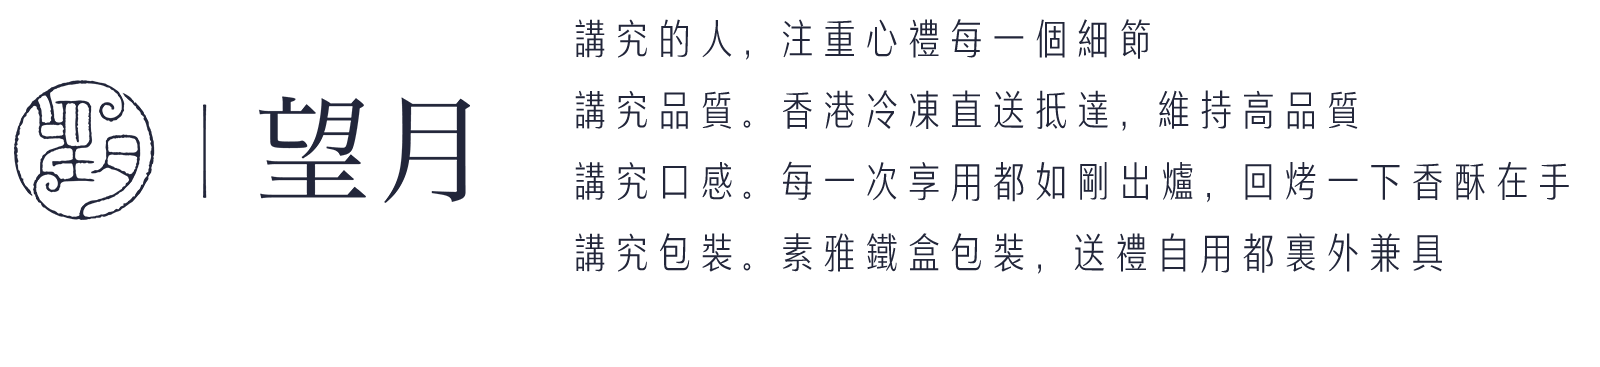 望月
講究的人，注重心禮每一個細節
講究品質。香港冷凍直送抵達，維持高品質
講究口感。每一次享用都如剛出爐，回烤一下香酥在手
講究包裝。素雅鐵盒包裝，送禮自用都裏外兼具